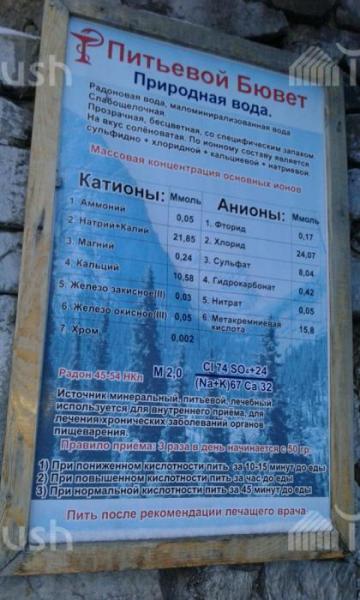 Питьевой Бювет
Природная вода.
Радоновая вода, маломинирализованная вода
Слабощелочная.
Прозрачная, бесцветная, со специфическим запахом
На вкус солёноватая. По ионному составу является
сульфидно + хлоридкой + кальциевой + натриевой
Массовая концентрация основных ионов
Катионы: Ммоль
1. Аммоний 0,05
2. Натрий+Калий 21,85
3. Магний 0,24
4. Кальций 10,58
5. Железо закисное(II) 0,03
6. Железо окисное(III) 0,05
7. Хром 0,002
Анионы: Ммоль
1. Фторид 0,17
2. Хлорид 24,07
3. Сульфат 8,04
4. Гидрокарбонат 0,42
5. Нитрат 0,05
6. Метакремниевая кислота 15,8
Радон 45-54 НКл
М 2,0 Cl 74 SO₄+24
(Na+K)67 Ca 32
Источник минеральный, питьевой, лечебный
используется для внутреннего приёма, для
лечения хронических заболеваний органов
пищеварения.
Правило приёма: 3 раза в день начинается с 50 гр.
1) При пониженном кислотности пить за 10-15 минут до еды
2) При повышенном кислотности пить за час до еды
3) При нормальной кислотности пить за 45 минут до еды
Пить после рекомендации лечащего врача
ush
ush